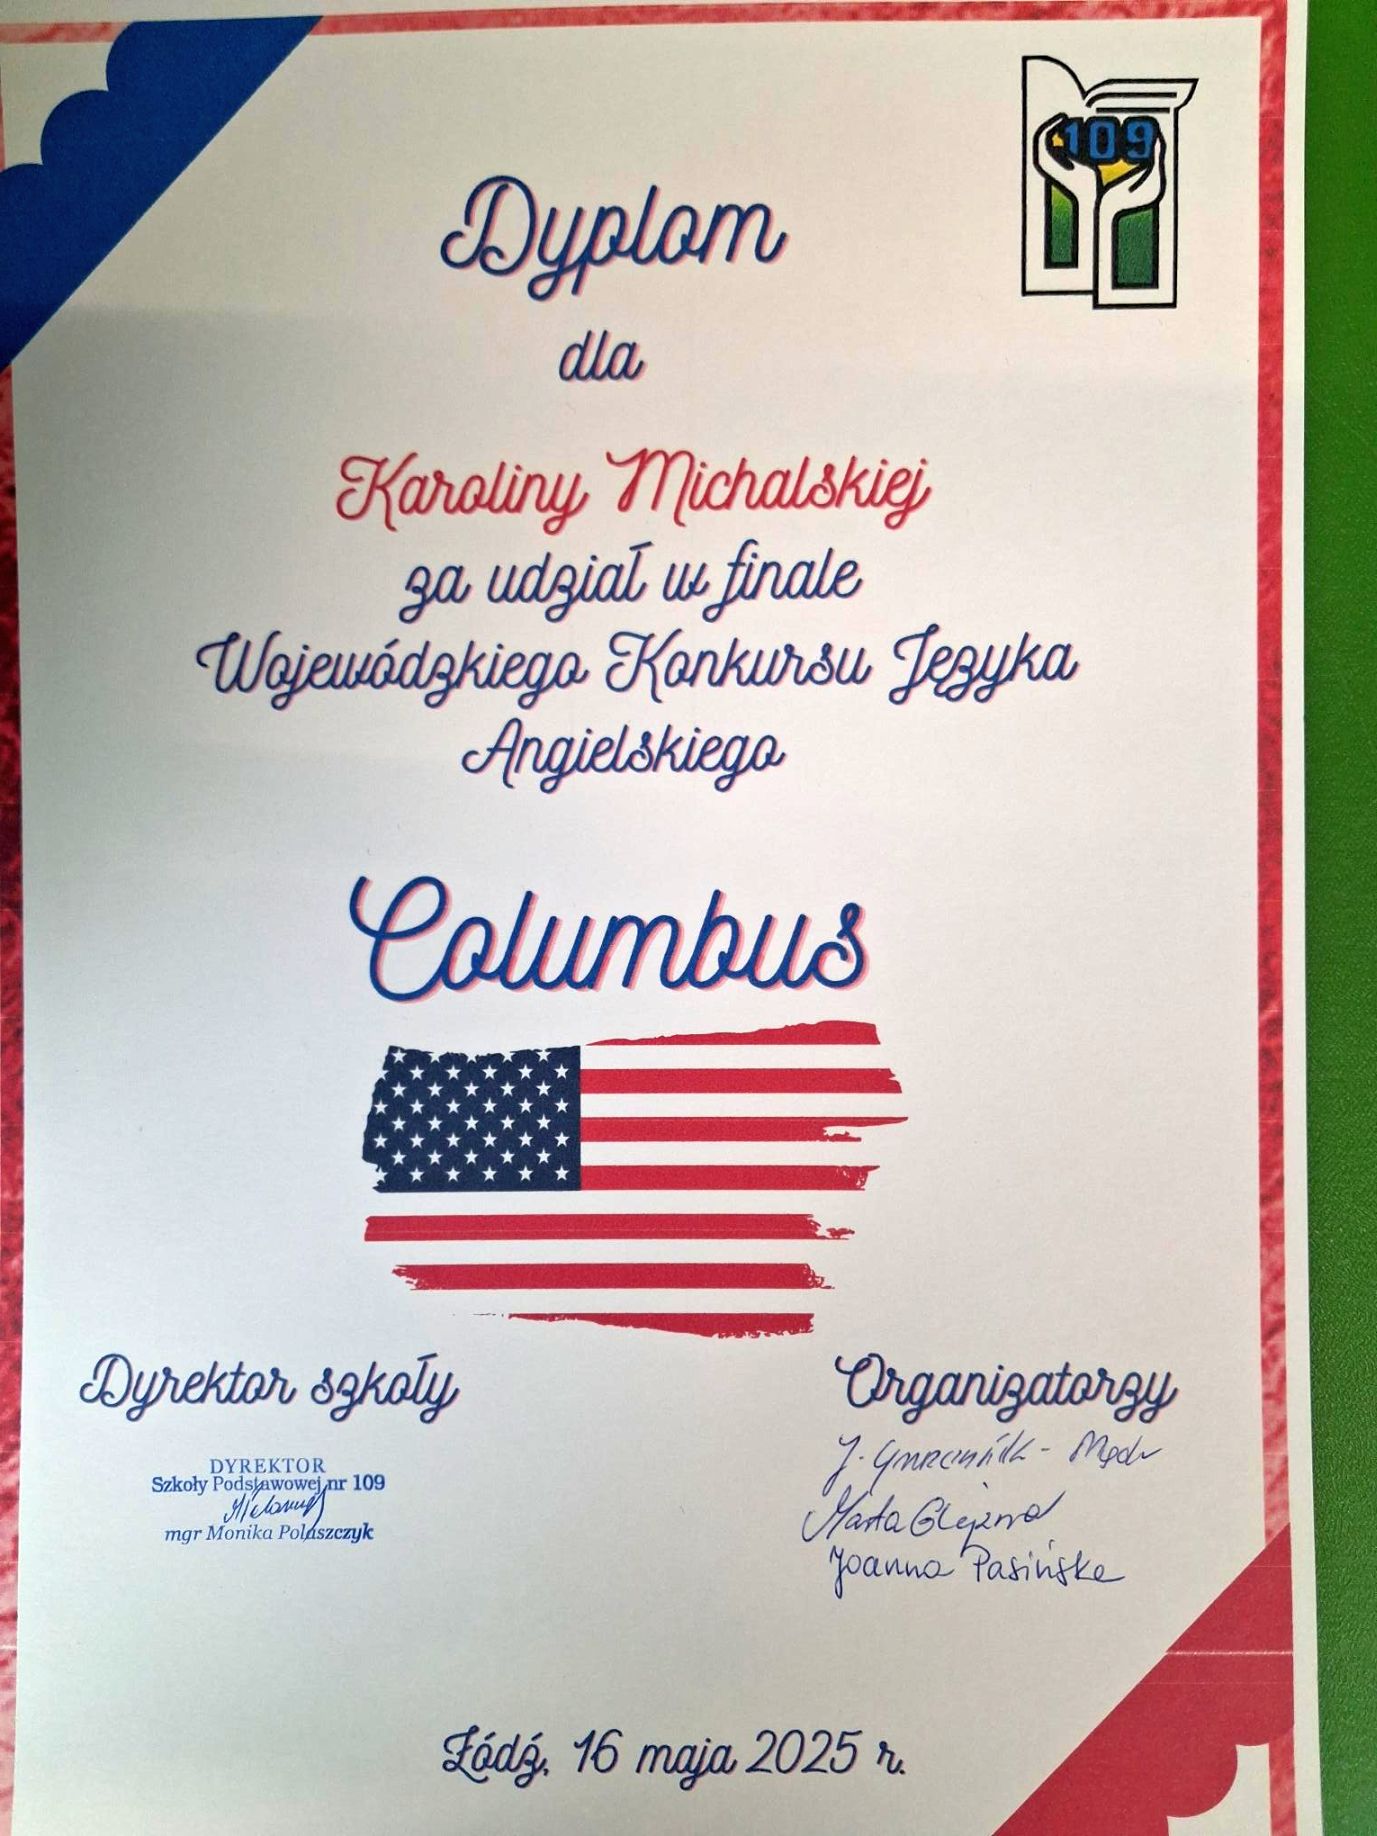 109
Dyplom
dla
Karoliny Michalskiej
za udział w finale
Wojewódzkiego Konkursu Języka
Angielskiego
Columbus
Dyrektor szkoły
Organizatorzy
DYREKTOR
Szkoły Podstawowej nr 109
mgr Monika Polaszczyk
Marta
Joanna Pasińska
Łódź, 16 maja 2025 r.